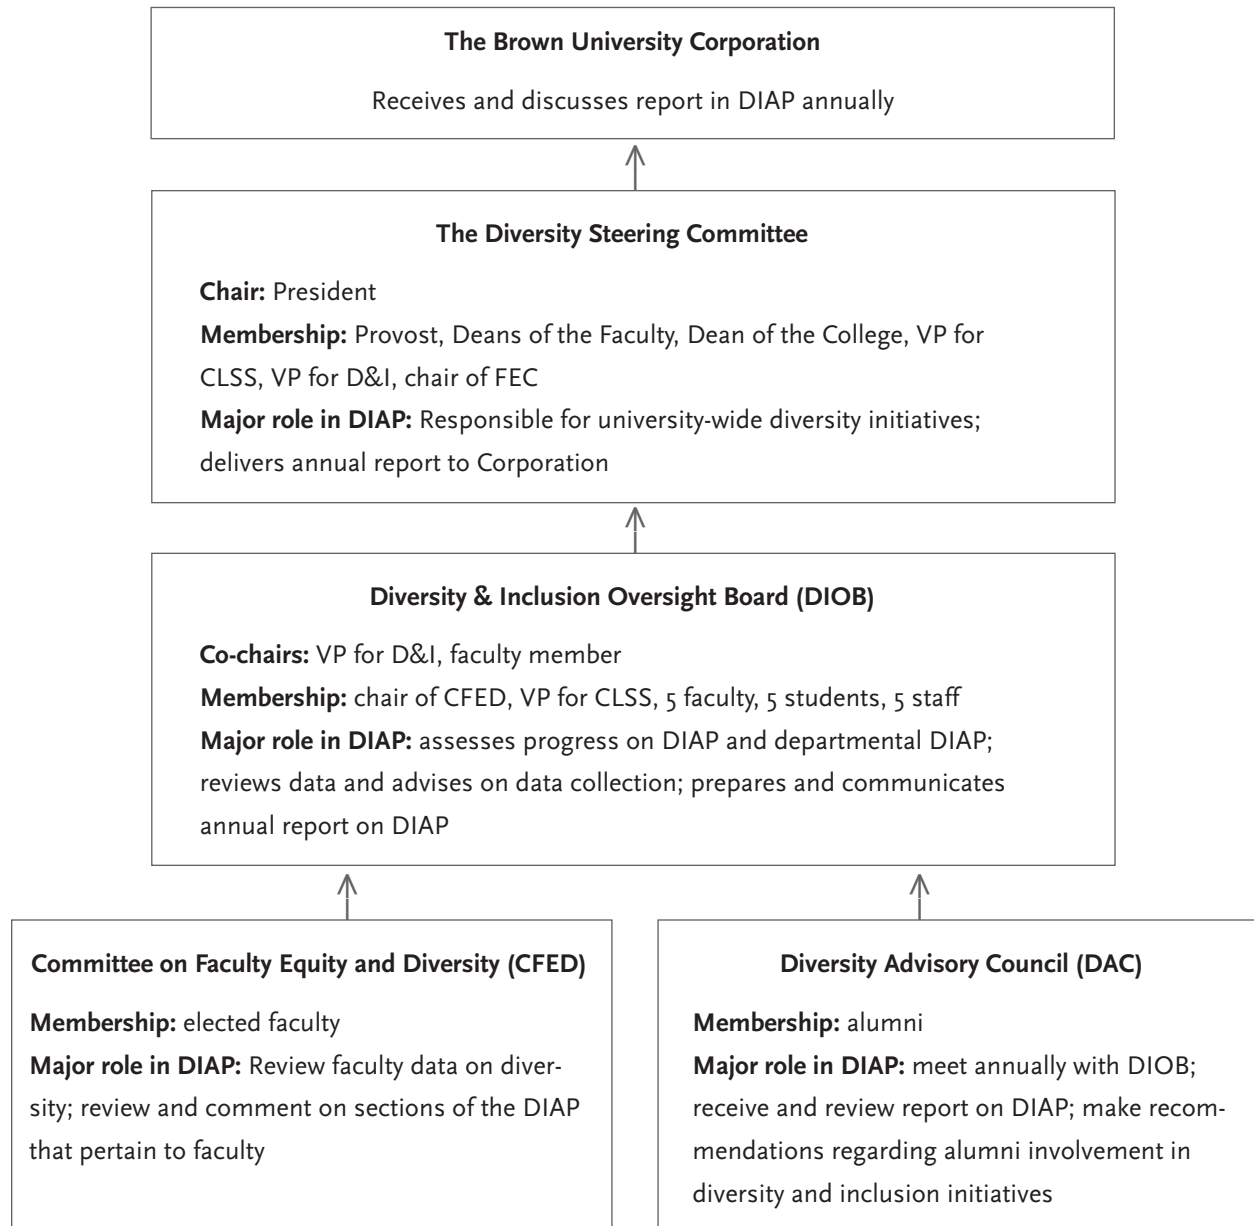 The Brown University Corporation
Receives and discusses report in DIAP annually
The Diversity Steering Committee
Chair: President
Membership: Provost, Deans of the Faculty, Dean of the College, VP for
CLSS, VP for D&I, chair of FEC
Major role in DIAP: Responsible for university-wide diversity initiatives;
delivers annual report to Corporation
Diversity & Inclusion Oversight Board (DIOB)
Co-chairs: VP for D&I, faculty member
Membership: chair of CFED, VP for CLSS, 5 faculty, 5 students, 5 staff
Major role in DIAP: assesses progress on DIAP and departmental DIAP;
reviews data and advises on data collection; prepares and communicates
annual report on DIAP
Committee on Faculty Equity and Diversity (CFED)
Membership: elected faculty
Major role in DIAP: Review faculty data on diver-
sity; review and comment on sections of the DIAP
that pertain to faculty
Diversity Advisory Council (DAC)
Membership: alumni
Major role in DIAP: meet annually with DIOB;
receive and review report on DIAP; make recom-
mendations regarding alumni involvement in
diversity and inclusion initiatives